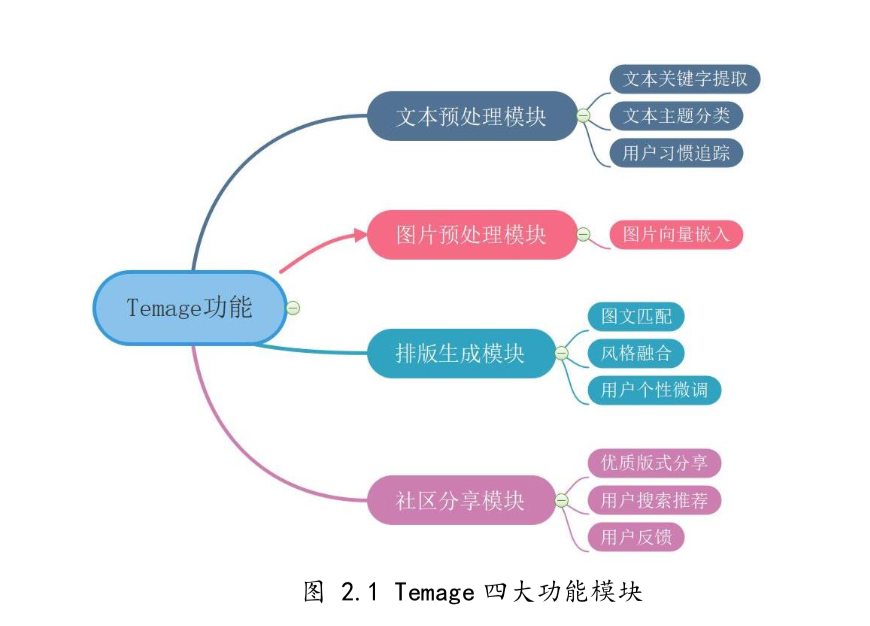 Temage功能
文本预处理模块
文本关键字提取
文本主题分类
用户习惯追踪
图片预处理模块
图片向量嵌入
排版生成模块
图文匹配
风格融合
用户个性微调
社区分享模块
优质版式分享
用户搜索推荐
用户反馈
图 2.1 Temage 四大功能模块